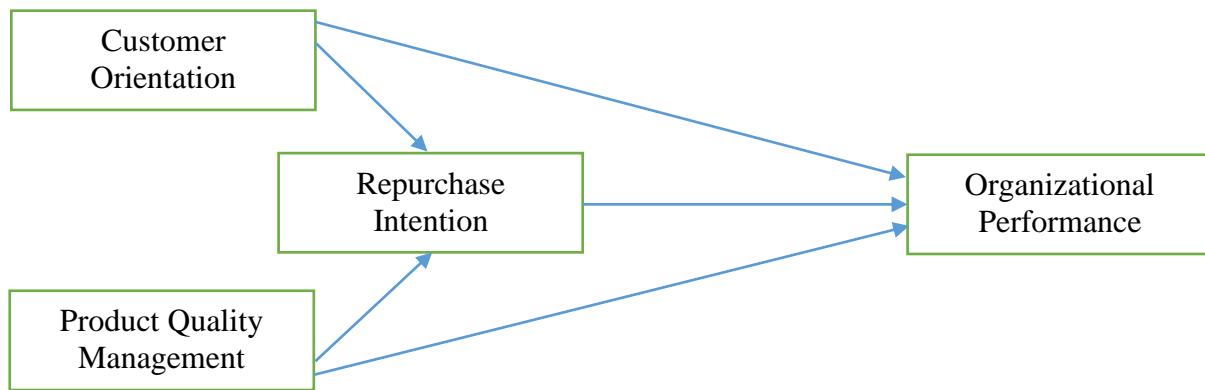 Customer
Orientation
Repurchase
Intention
Organizational
Performance
Product Quality
Management